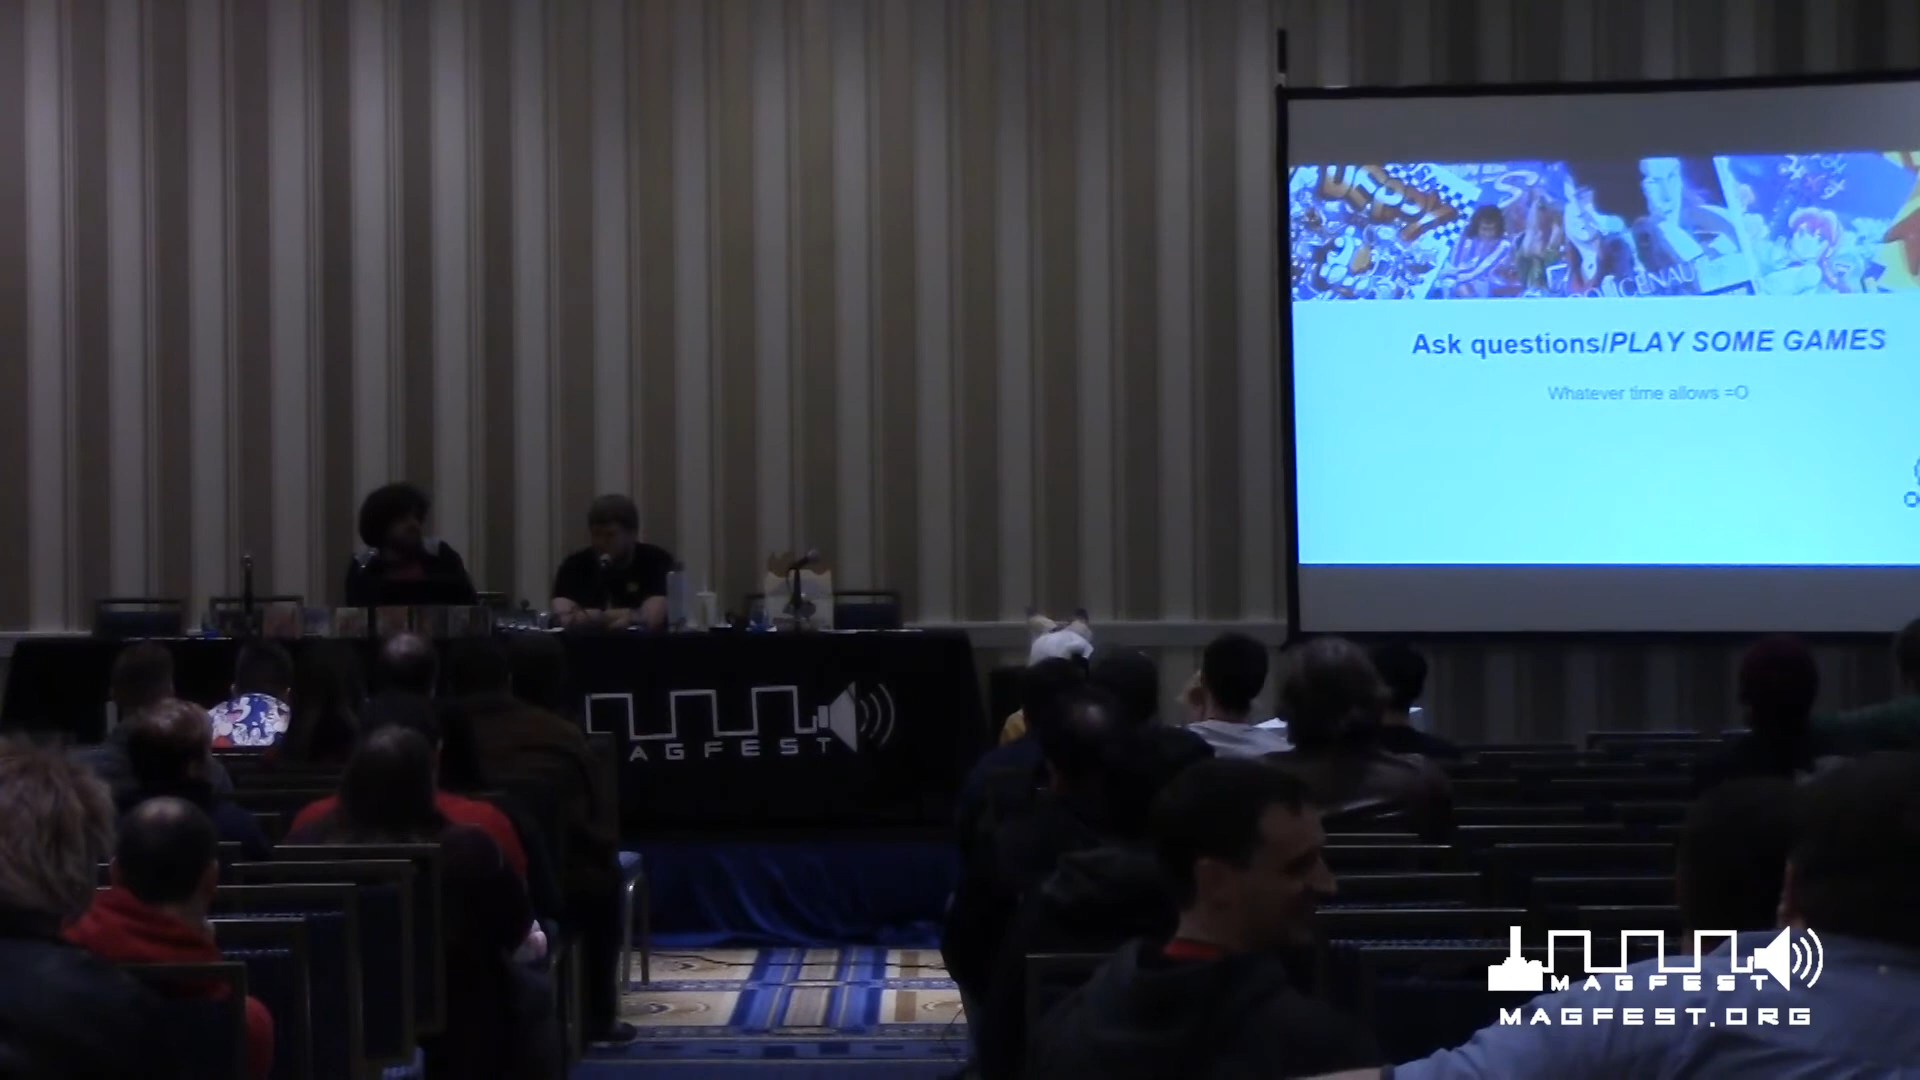 Ask questions/PLAY SOME GAMES
Whatever time allows =O
MAGFEST
MAGFEST
MAGFEST.ORG